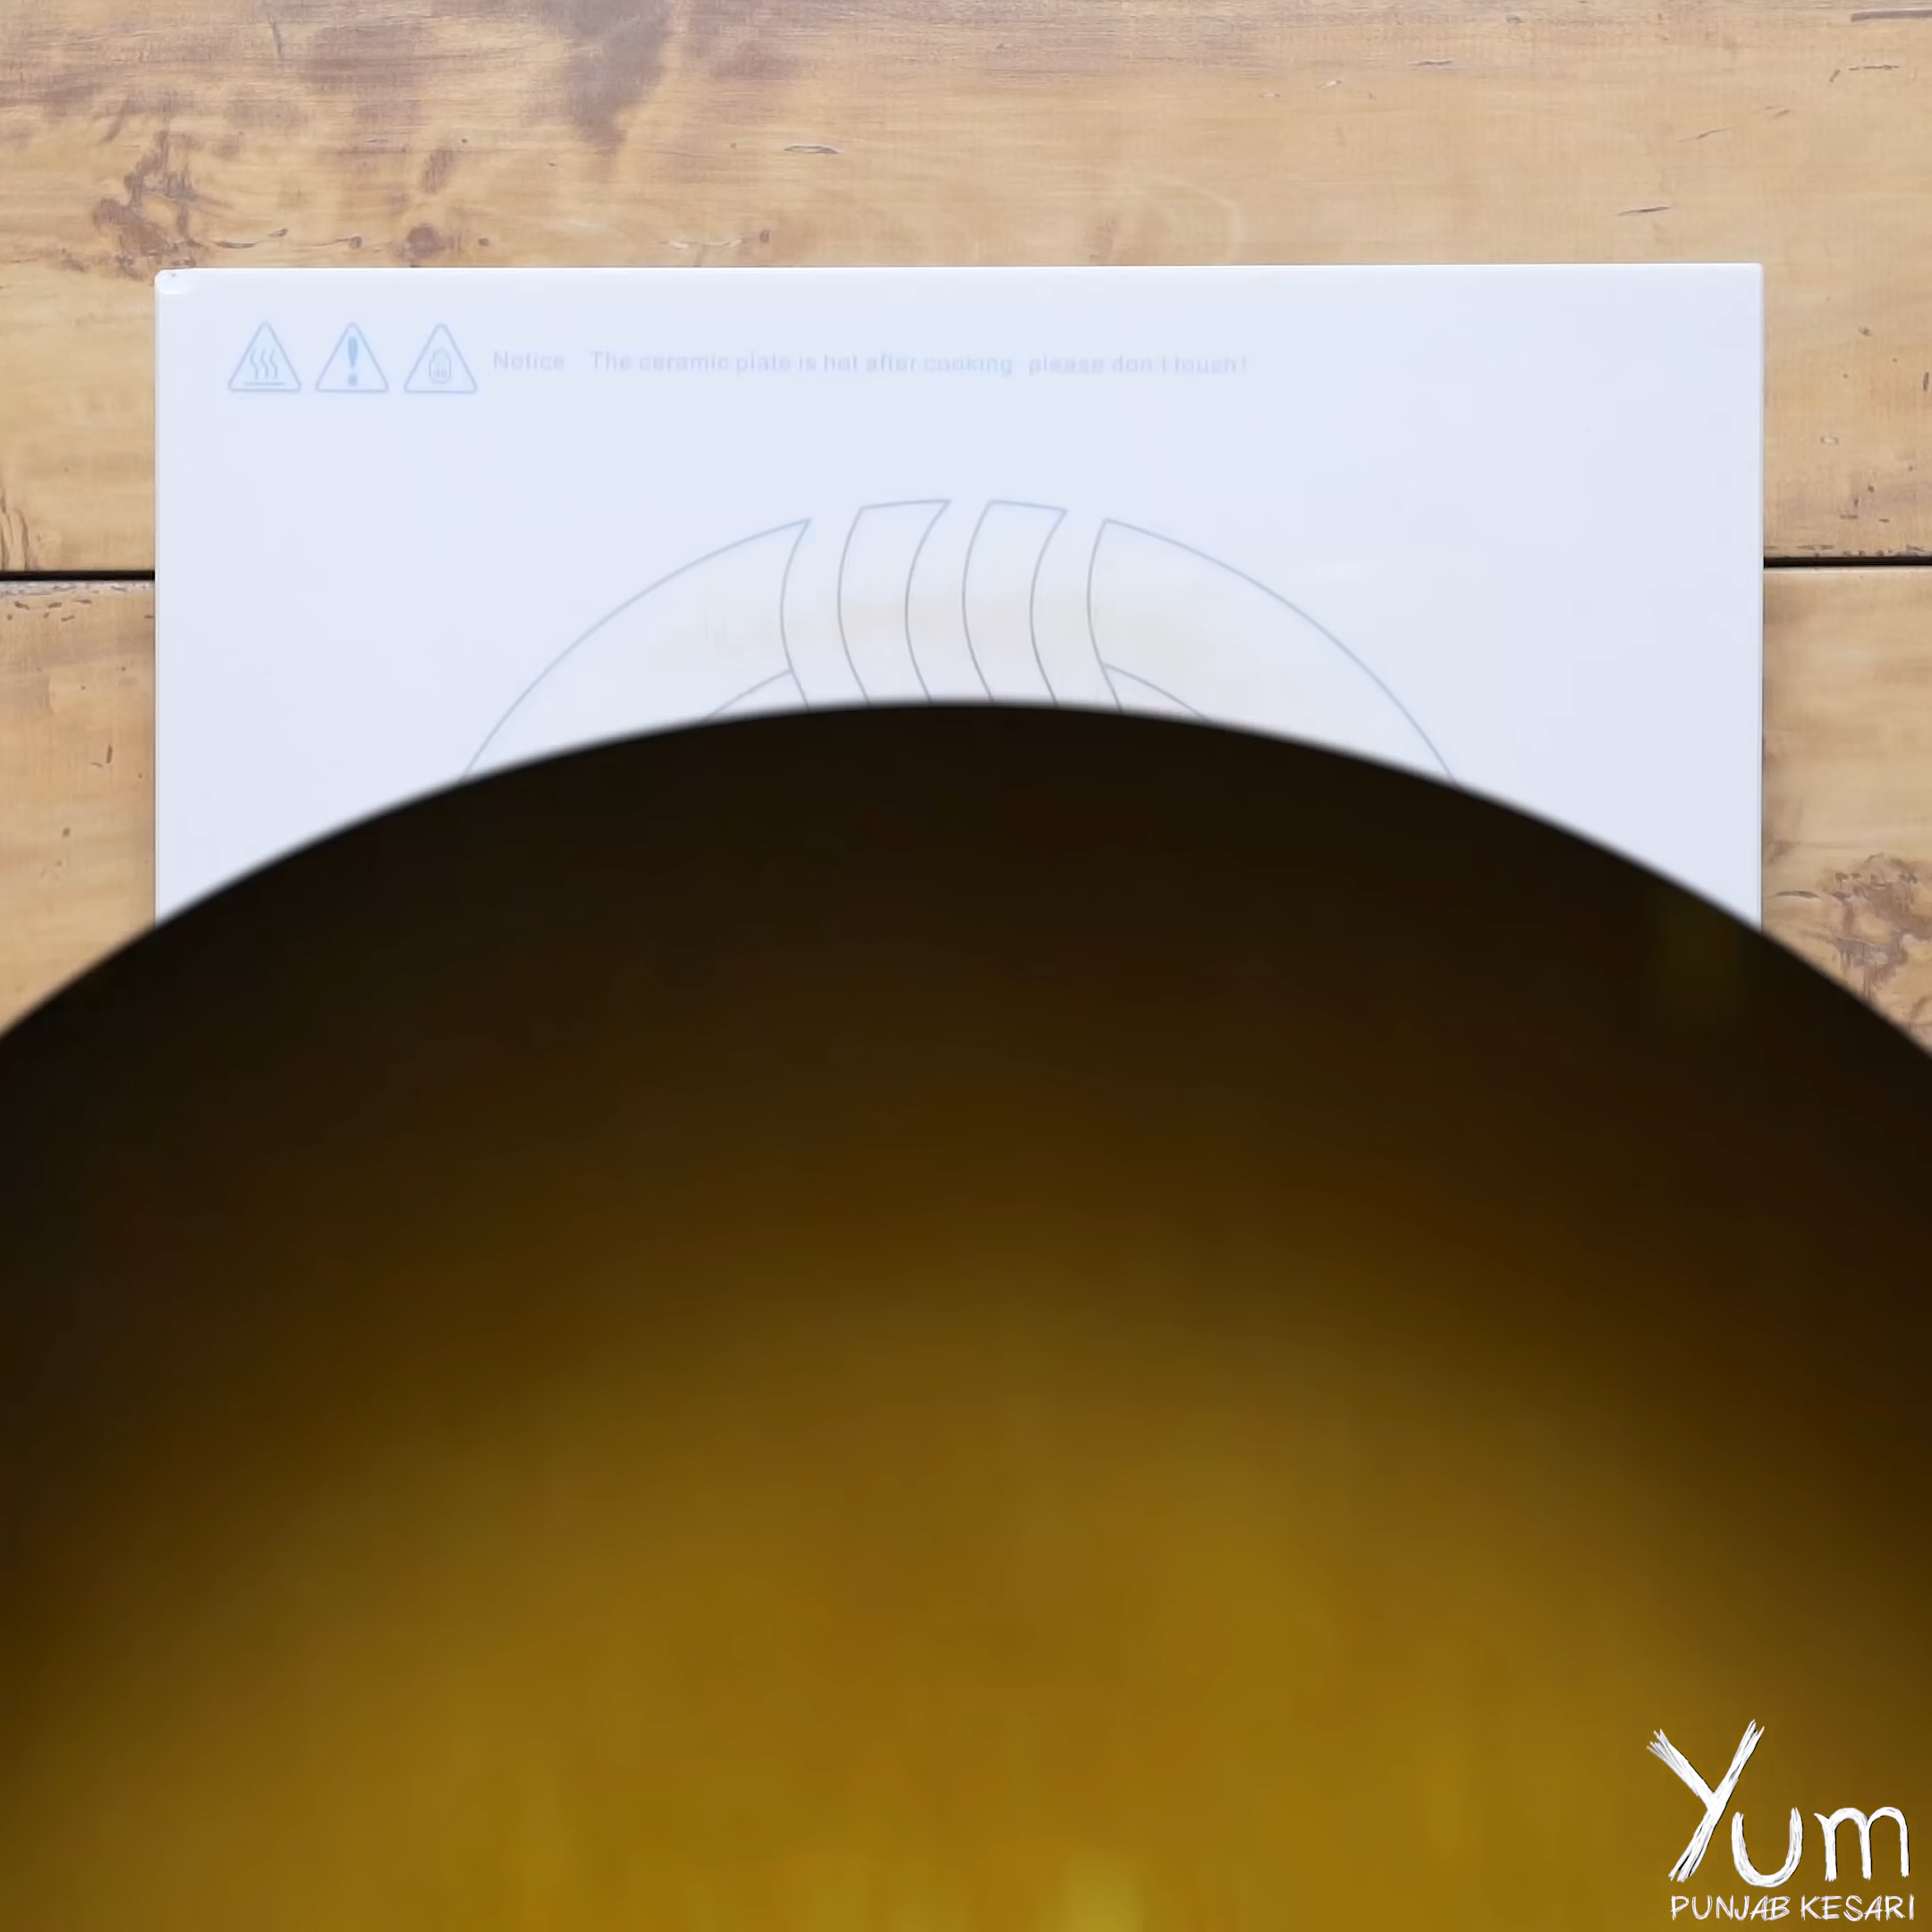 Notice The ceramic plate is hot after cooking please don't touch!
Yum
PUNJAB KESARI